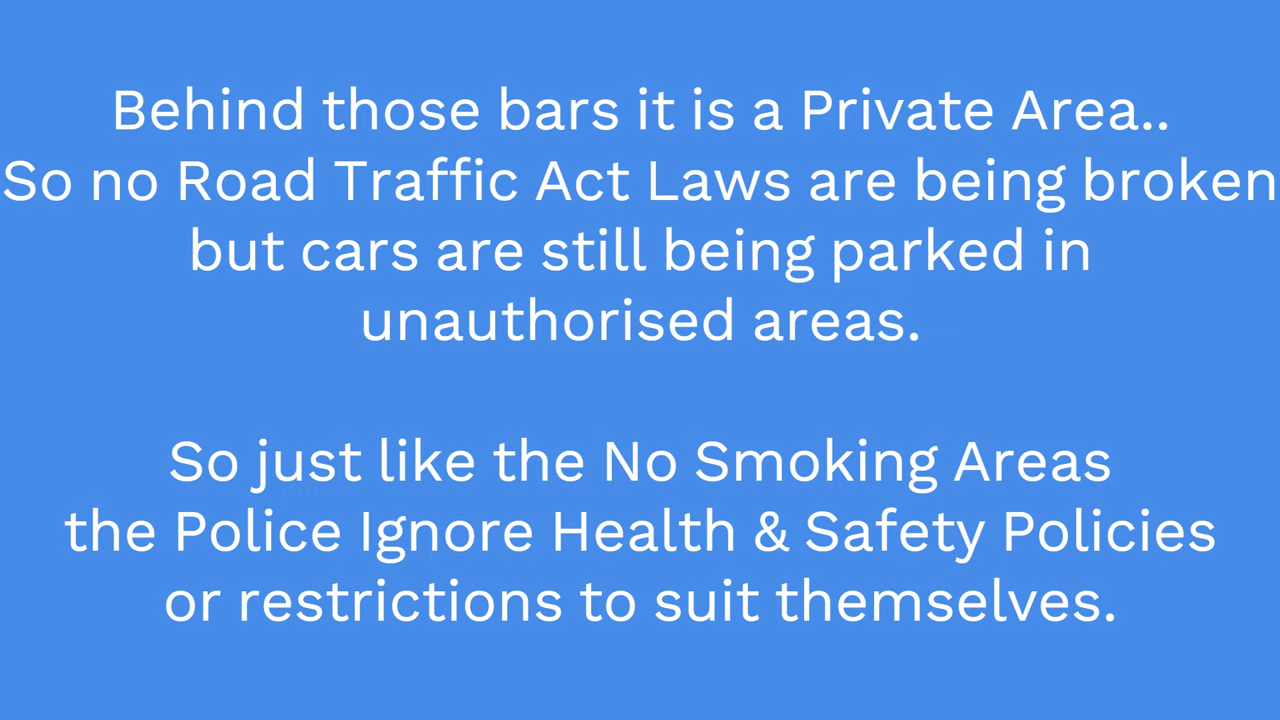 Behind those bars it is a Private Area..
So no Road Traffic Act Laws are being broken
but cars are still being parked in
unauthorised areas.
So just like the No Smoking Areas
the Police Ignore Health & Safety Policies
or restrictions to suit themselves.